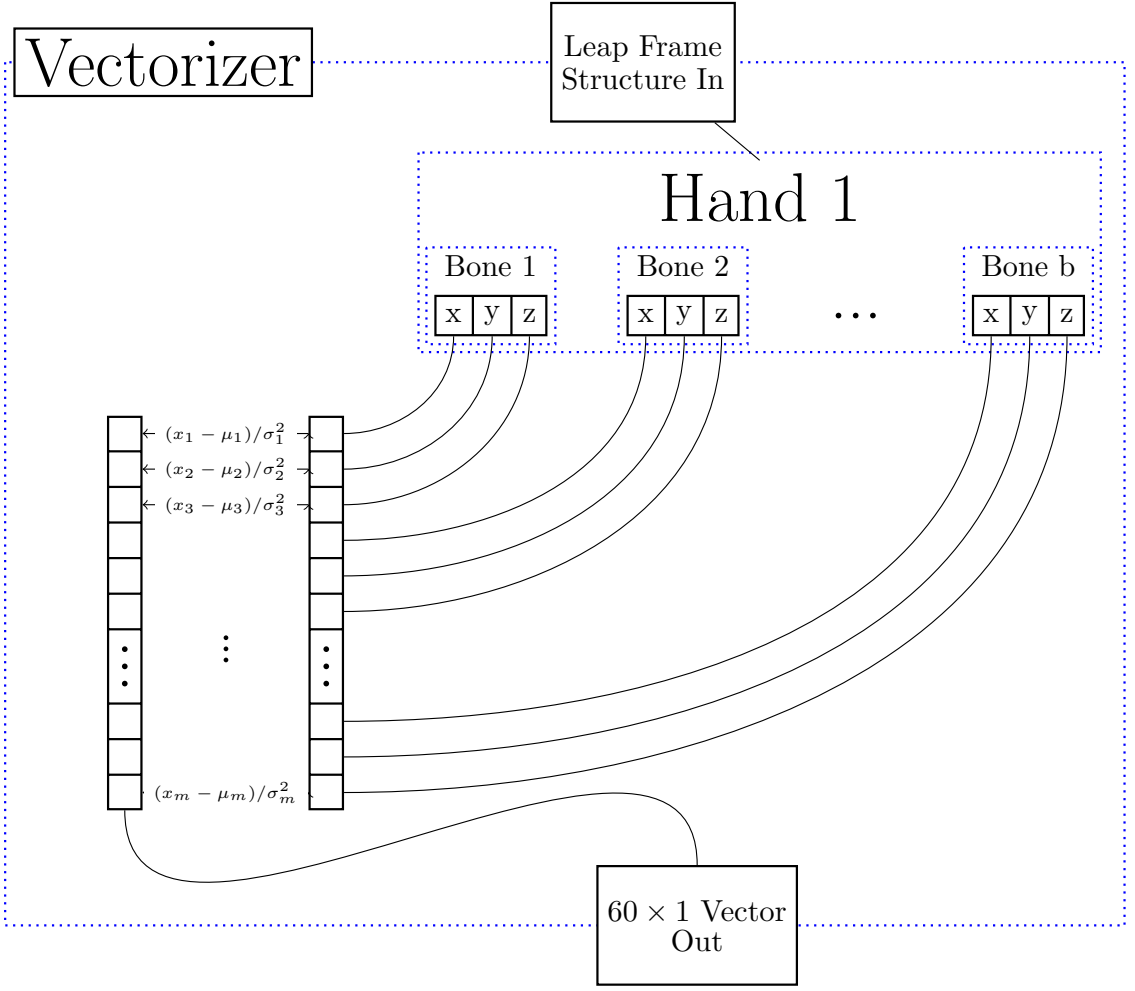 Vectorizer
Leap Frame
Structure In
Hand 1
Bone 1
Bone 2
Bone b
x y z
x y z
...
x y z
(x₁ − μ₁)/σ₁²
(x₂ − μ₂)/σ₂²
(x₃ − μ₃)/σ₃²
⋮ ⋮ ⋮
(xₘ − μₘ)/σₘ²
60 × 1 Vector
Out